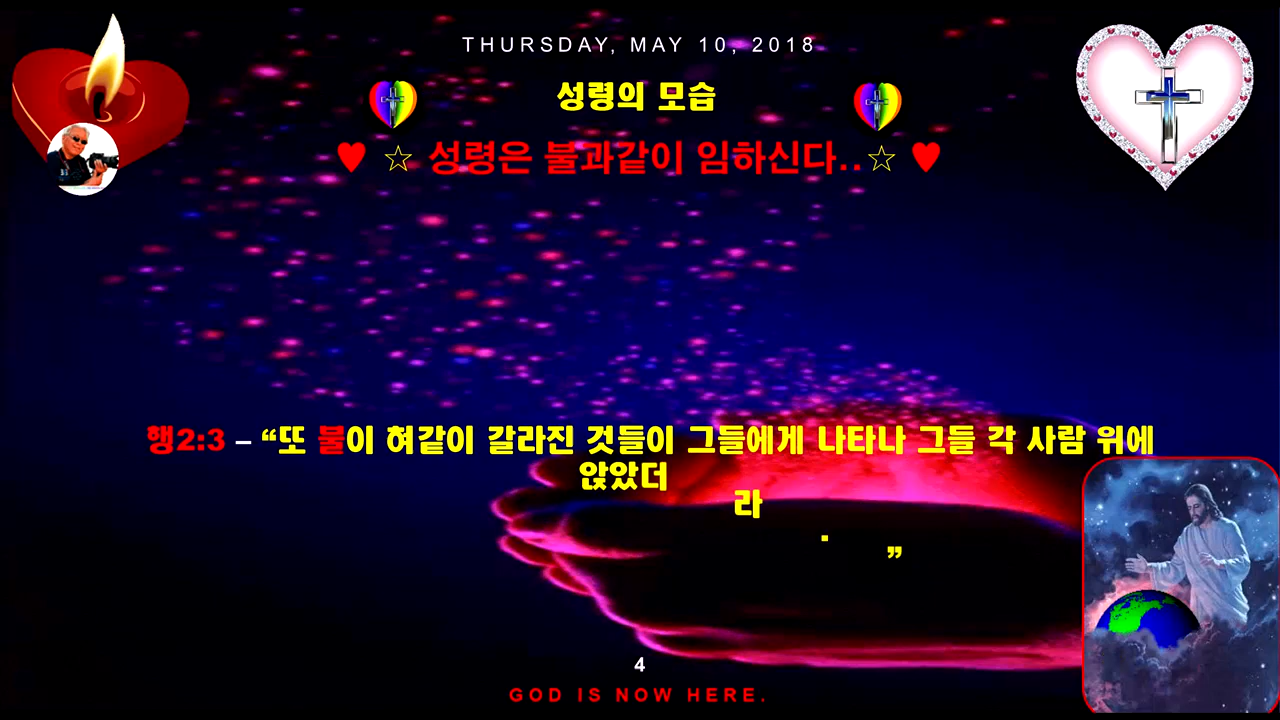 THURSDAY, MAY 10, 2018
성령의 모습
♥ ☆ 성령은 불과같이 임하신다..☆ ♥
행2:3 – “또 불이 혀같이 갈라진 것들이 그들에게 나타나 그들 각 사람 위에
앉았더
라
.
”
4
GOD IS NOW HERE.